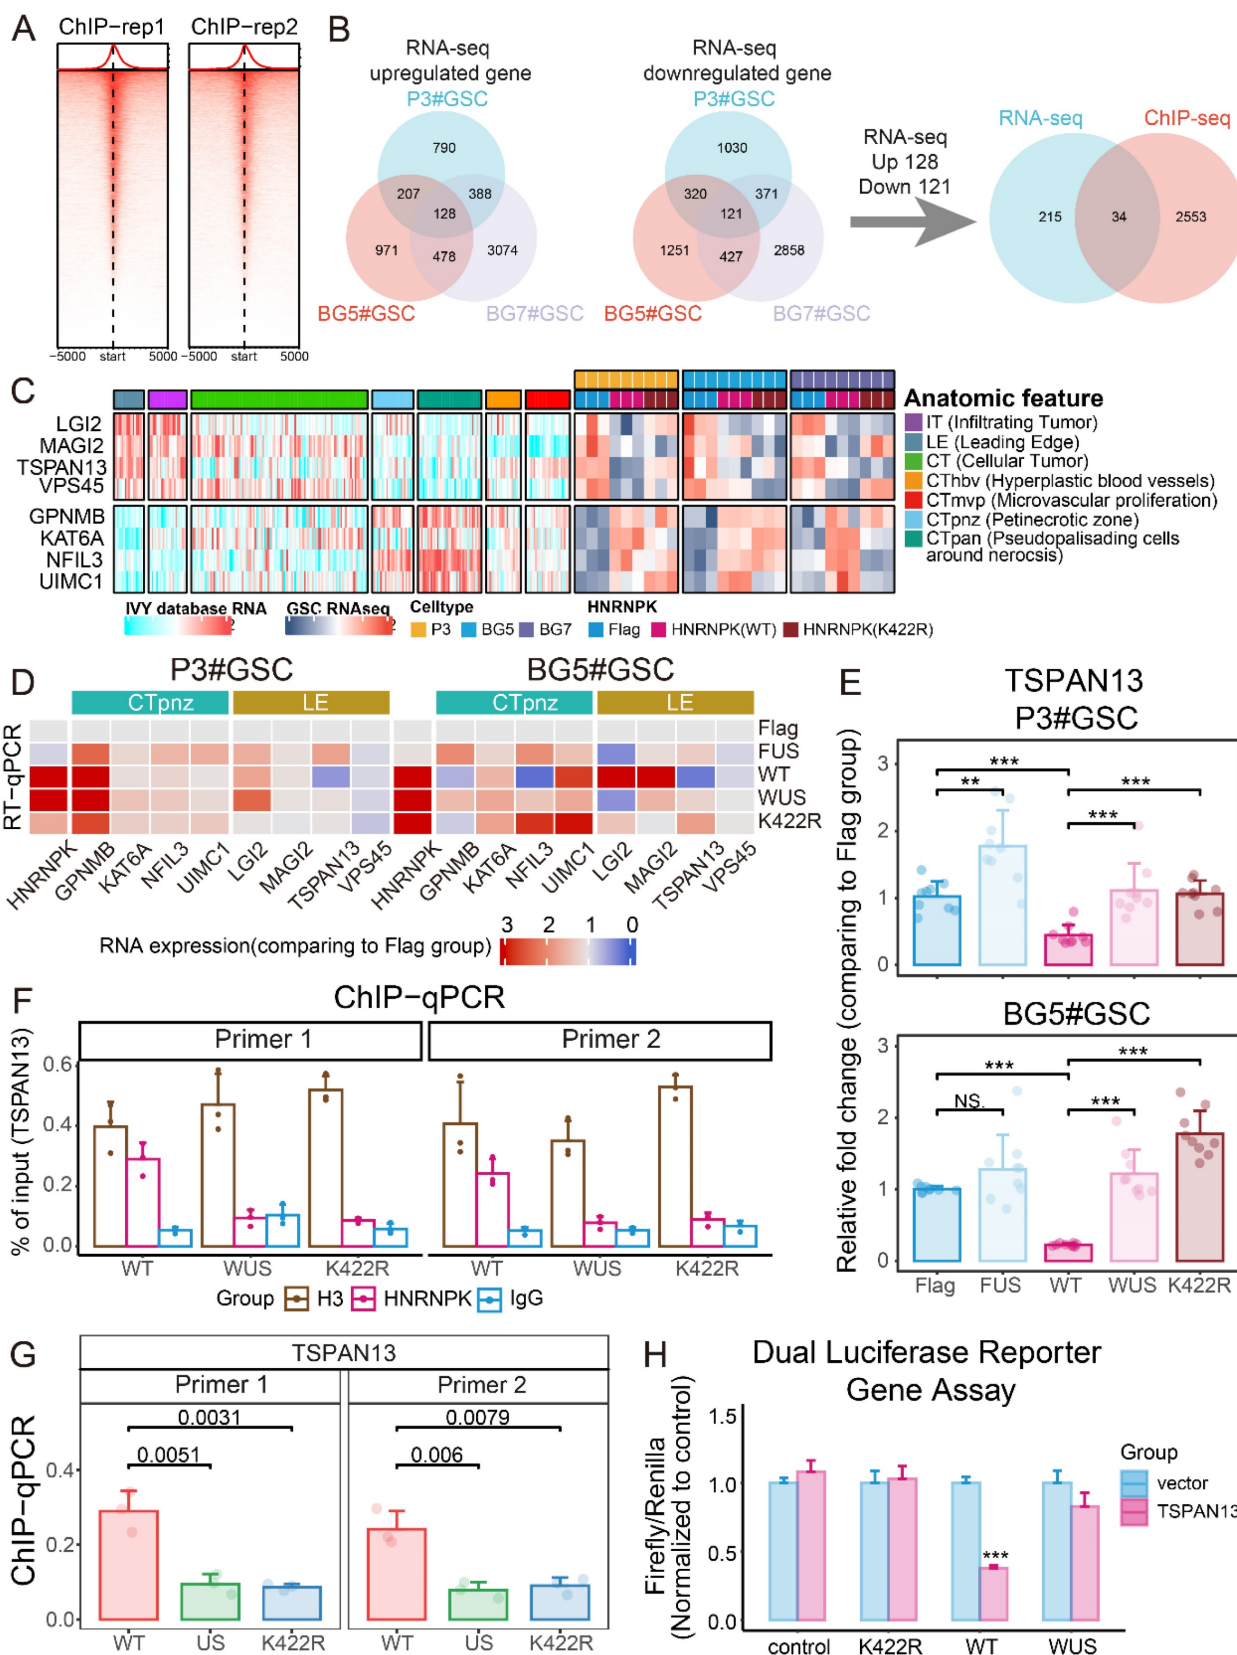 A
ChIP−rep1
ChIP−rep2
−5000 start 5000
−5000 start 5000
B
RNA-seq
upregulated gene
P3#GSC
790
207
388
128
971
478
3074
BG5#GSC
BG7#GSC
RNA-seq
downregulated gene
P3#GSC
1030
320
371
121
1251
427
2858
BG5#GSC
BG7#GSC
RNA-seq
Up 128
Down 121
RNA-seq
ChIP-seq
215
34
2553
C
LGI2
MAGI2
TSPAN13
VPS45
GPNMB
KAT6A
NFIL3
UIMC1
Anatomic feature
IT (Infiltrating Tumor)
LE (Leading Edge)
CT (Cellular Tumor)
CThbv (Hyperplastic blood vessels)
CTmvp (Microvascular proliferation)
CTpnz (Petinecrotic zone)
CTpan (Pseudopalisading cells
around nerocsis)
IVY database RNA
2
GSC RNAseq
2
Celltype
P3 BG5 BG7
HNRNPK
Flag HNRNPK(WT) HNRNPK(K422R)
D
P3#GSC
BG5#GSC
CTpnz
LE
CTpnz
LE
RT−qPCR
Flag
FUS
WT
WUS
K422R
HNRNPK
GPNMB
KAT6A
NFIL3
UIMC1
LGI2
MAGI2
TSPAN13
VPS45
HNRNPK
GPNMB
KAT6A
NFIL3
UIMC1
LGI2
MAGI2
TSPAN13
VPS45
RNA expression(comparing to Flag group)
3 2 1 0
E
TSPAN13
P3#GSC
Relative fold change (comparing to Flag group)
3
2
1
0
***
**
***
***
BG5#GSC
3
2
1
0
***
***
NS.
***
Flag FUS WT WUS K422R
F
ChIP−qPCR
Primer 1
Primer 2
% of input (TSPAN13)
0.6
0.4
0.2
0.0
WT WUS K422R
WT WUS K422R
Group H3 HNRNPK IgG
G
TSPAN13
Primer 1
Primer 2
ChIP−qPCR
0.4
0.2
0.0
0.0031
0.0051
0.0079
0.006
WT US K422R
WT US K422R
H
Dual Luciferase Reporter
Gene Assay
Firefly/Renilla
(Normalized to control)
1.5
1.0
0.5
0.0
***
control K422R WT WUS
Group
vector
TSPAN13